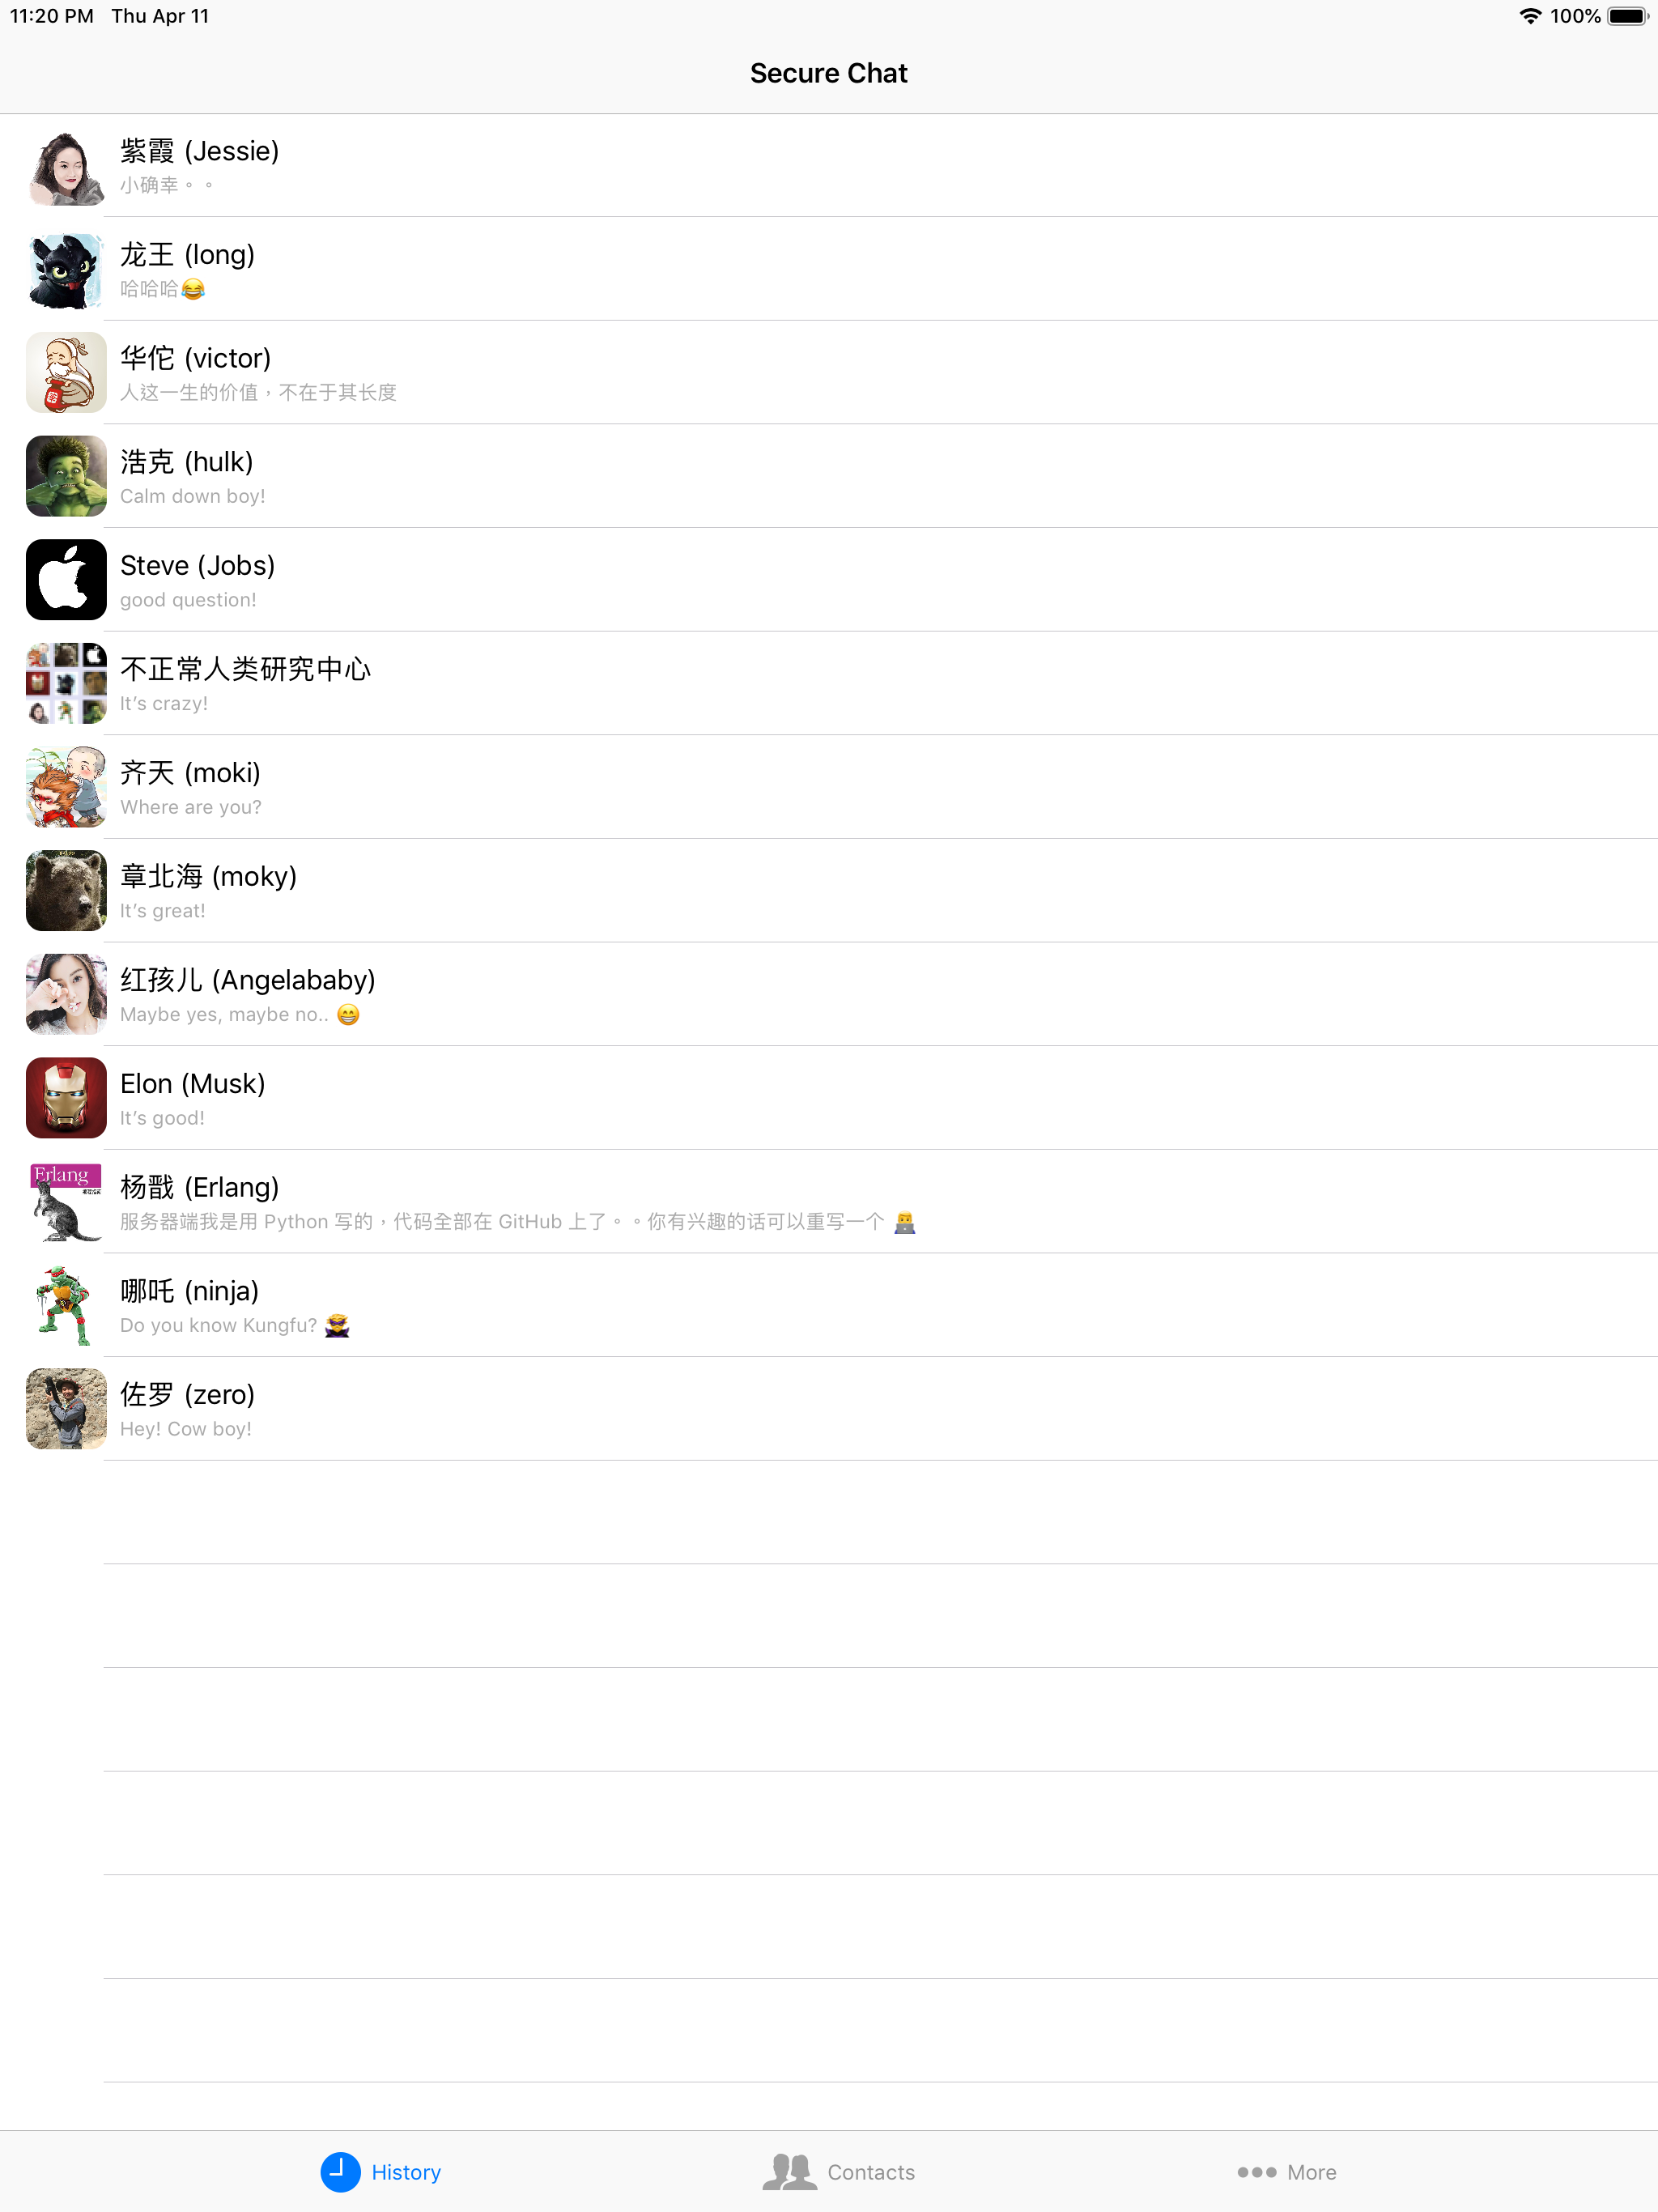 11:20 PM Thu Apr 11 100%
Secure Chat
紫霞 (Jessie)
小确幸。。
龙王 (long)
哈哈哈😂
华佗 (victor)
人这一生的价值，不在于其长度
浩克 (hulk)
Calm down boy!
Steve (Jobs)
good question!
不正常人类研究中心
It’s crazy!
齐天 (moki)
Where are you?
章北海 (moky)
It’s great!
红孩儿 (Angelababy)
Maybe yes, maybe no.. 😁
Elon (Musk)
It’s good!
Erlang
杨戬 (Erlang)
服务器端我是用 Python 写的，代码全部在 GitHub 上了。。你有兴趣的话可以重写一个 👨‍💻
哪吒 (ninja)
Do you know Kungfu? 🦹‍♂️
佐罗 (zero)
Hey! Cow boy!
History Contacts More